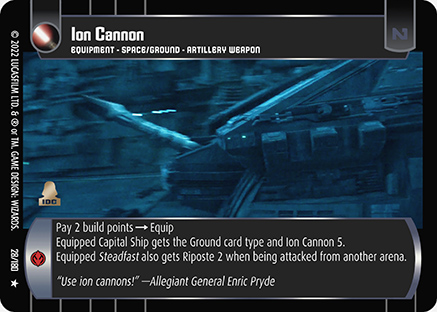 Ion Cannon
EQUIPMENT - SPACE/GROUND - ARTILLERY WEAPON
N
© 2022 LUCASFILM LTD. & ® or TM. GAME DESIGN: WIZARDS.
IDC
Pay 2 build points → Equip
Equipped Capital Ship gets the Ground card type and Ion Cannon 5.
Equipped Steadfast also gets Riposte 2 when being attacked from another arena.
"Use ion cannons!" —Allegiant General Enric Pryde
28/180 ★